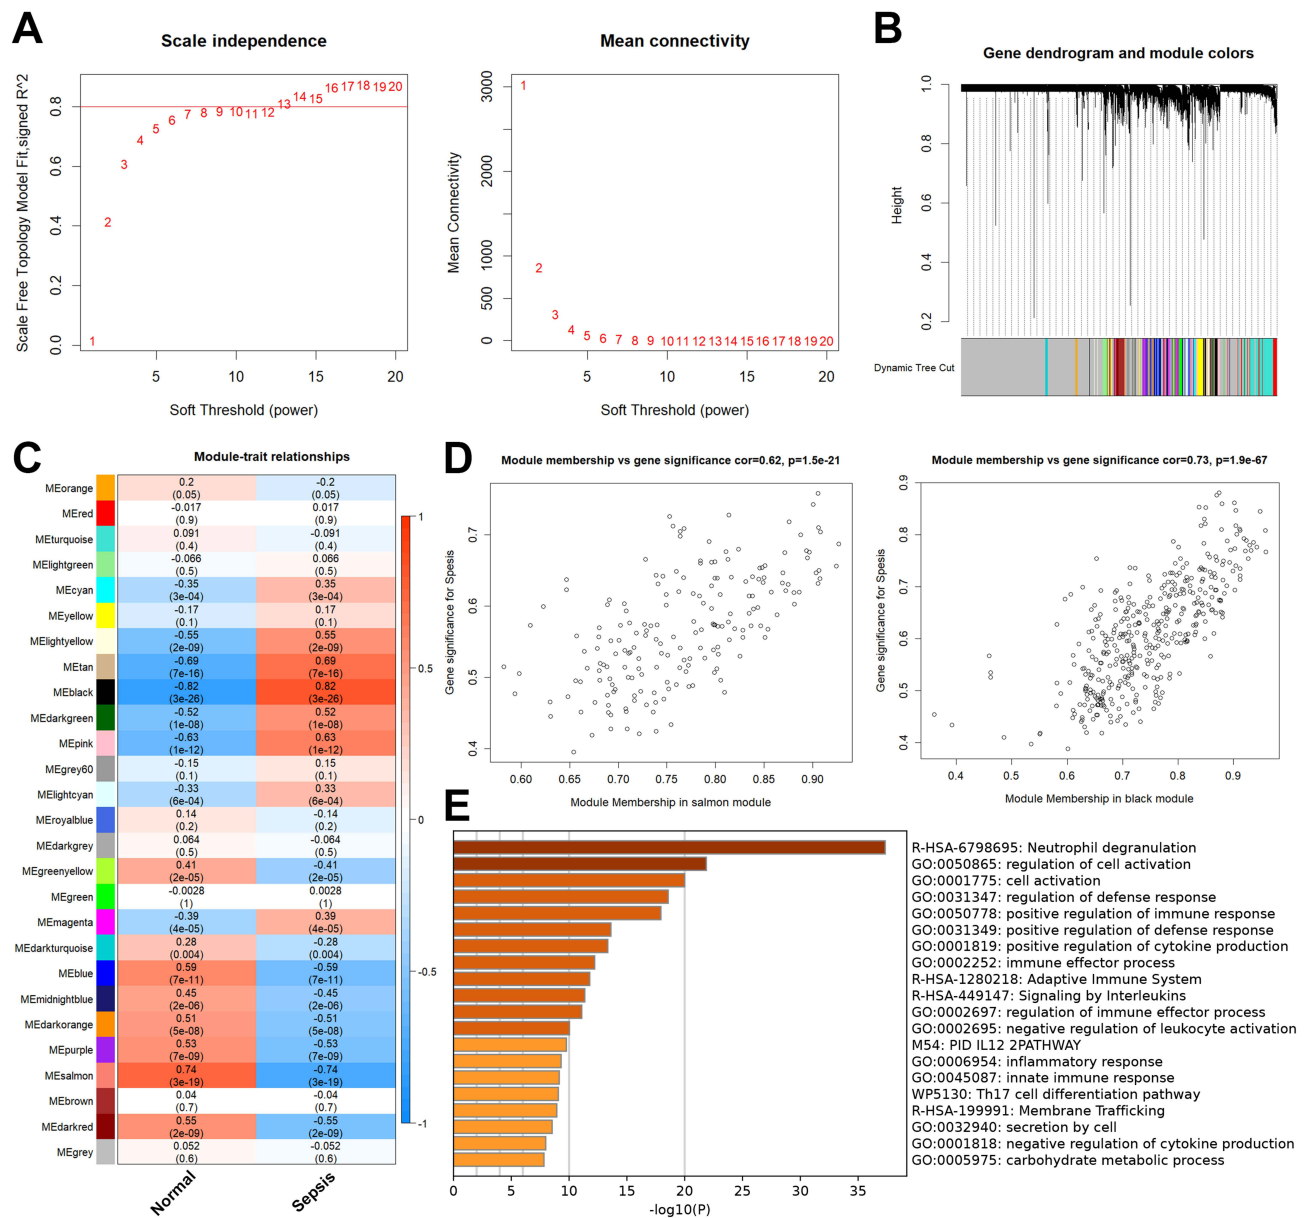 A
Scale independence
Scale Free Topology Model Fit,signed R^2
0.0
0.2
0.4
0.6
0.8
1
2
3
4
5
6
7
8
9
10
11
12
13
14
15
16
17
18
19
20
5
10
15
20
Soft Threshold (power)
Mean connectivity
Mean Connectivity
0
500
1000
2000
3000
1
2
3
4
5
6
7
8
9
10
11
12
13
14
15
16
17
18
19
20
5
10
15
20
Soft Threshold (power)
B
Gene dendrogram and module colors
Height
1.0
0.8
0.6
0.4
0.2
Dynamic Tree Cut
C
Module-trait relationships
MEorange 0.2 (0.05) -0.2 (0.05)
MEred -0.017 (0.9) 0.017 (0.9)
MEturquoise 0.091 (0.4) -0.091 (0.4)
MElightgreen -0.066 (0.5) 0.066 (0.5)
MEcyan -0.35 (3e-04) 0.35 (3e-04)
MEyellow -0.17 (0.1) 0.17 (0.1)
MElightyellow -0.55 (2e-09) 0.55 (2e-09)
MEtan -0.69 (7e-16) 0.69 (7e-16)
MEblack -0.82 (3e-26) 0.82 (3e-26)
MEdarkgreen -0.52 (1e-08) 0.52 (1e-08)
MEpink -0.63 (1e-12) 0.63 (1e-12)
MEgrey60 -0.15 (0.1) 0.15 (0.1)
MElightcyan -0.33 (6e-04) 0.33 (6e-04)
MEroyalblue 0.14 (0.2) -0.14 (0.2)
MEdarkgrey 0.064 (0.5) -0.064 (0.5)
MEgreenyellow 0.41 (2e-05) -0.41 (2e-05)
MEgreen -0.0028 (1) 0.0028 (1)
MEmagenta -0.39 (4e-05) 0.39 (4e-05)
MEdarkturquoise 0.28 (0.004) -0.28 (0.004)
MEblue 0.59 (7e-11) -0.59 (7e-11)
MEmidnightblue 0.45 (2e-06) -0.45 (2e-06)
MEdarkorange 0.51 (5e-08) -0.51 (5e-08)
MEpurple 0.53 (7e-09) -0.53 (7e-09)
MEsalmon 0.74 (3e-19) -0.74 (3e-19)
MEbrown 0.04 (0.7) -0.04 (0.7)
MEdarkred 0.55 (2e-09) -0.55 (2e-09)
MEgrey 0.052 (0.6) -0.052 (0.6)
Normal
Sepsis
1
0.5
0
-0.5
-1
D
Module membership vs gene significance cor=0.62, p=1.5e-21
Gene significance for Spesis
0.4
0.5
0.6
0.7
0.60
0.65
0.70
0.75
0.80
0.85
0.90
Module Membership in salmon module
Module membership vs gene significance cor=0.73, p=1.9e-67
Gene significance for Spesis
0.4
0.5
0.6
0.7
0.8
0.9
0.4
0.5
0.6
0.7
0.8
0.9
Module Membership in black module
E
R-HSA-6798695: Neutrophil degranulation
GO:0050865: regulation of cell activation
GO:0001775: cell activation
GO:0031347: regulation of defense response
GO:0050778: positive regulation of immune response
GO:0031349: positive regulation of defense response
GO:0001819: positive regulation of cytokine production
GO:0002252: immune effector process
R-HSA-1280218: Adaptive Immune System
R-HSA-449147: Signaling by Interleukins
GO:0002697: regulation of immune effector process
GO:0002695: negative regulation of leukocyte activation
M54: PID IL12 2PATHWAY
GO:0006954: inflammatory response
GO:0045087: innate immune response
WP5130: Th17 cell differentiation pathway
R-HSA-199991: Membrane Trafficking
GO:0032940: secretion by cell
GO:0001818: negative regulation of cytokine production
GO:0005975: carbohydrate metabolic process
0
5
10
15
20
25
30
35
-log10(P)